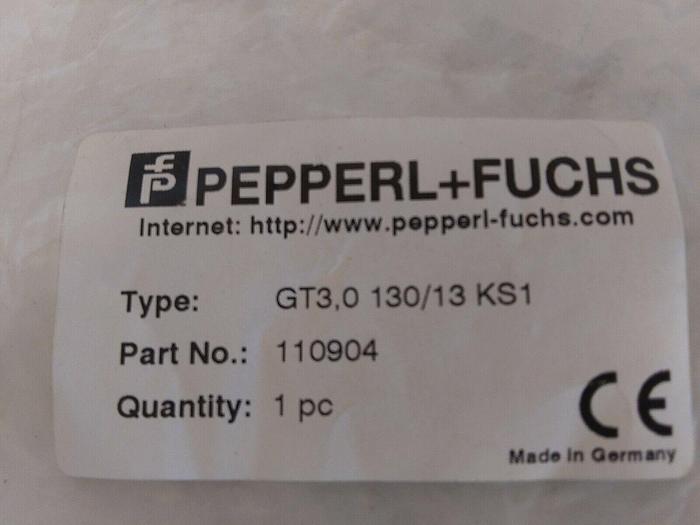 PEPPERL+FUCHS
Internet: http://www.pepperl-fuchs.com
Type: GT3,0 130/13 KS1
Part No.: 110904
Quantity: 1 pc
CE
Made in Germany